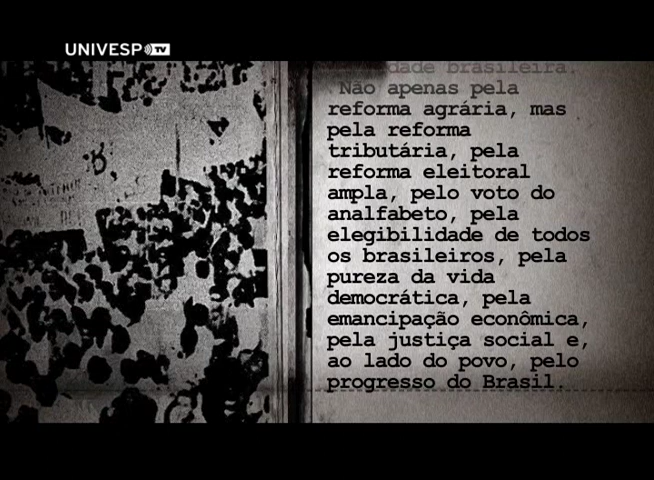 UNIVESP TV
dade brasileira.
Não apenas pela
reforma agrária, mas
pela reforma
tributária, pela
reforma eleitoral
ampla, pelo voto do
analfabeto, pela
elegibilidade de todos
os brasileiros, pela
pureza da vida
democrática, pela
emancipação econômica,
pela justiça social e,
ao lado do povo, pelo
progresso do Brasil.